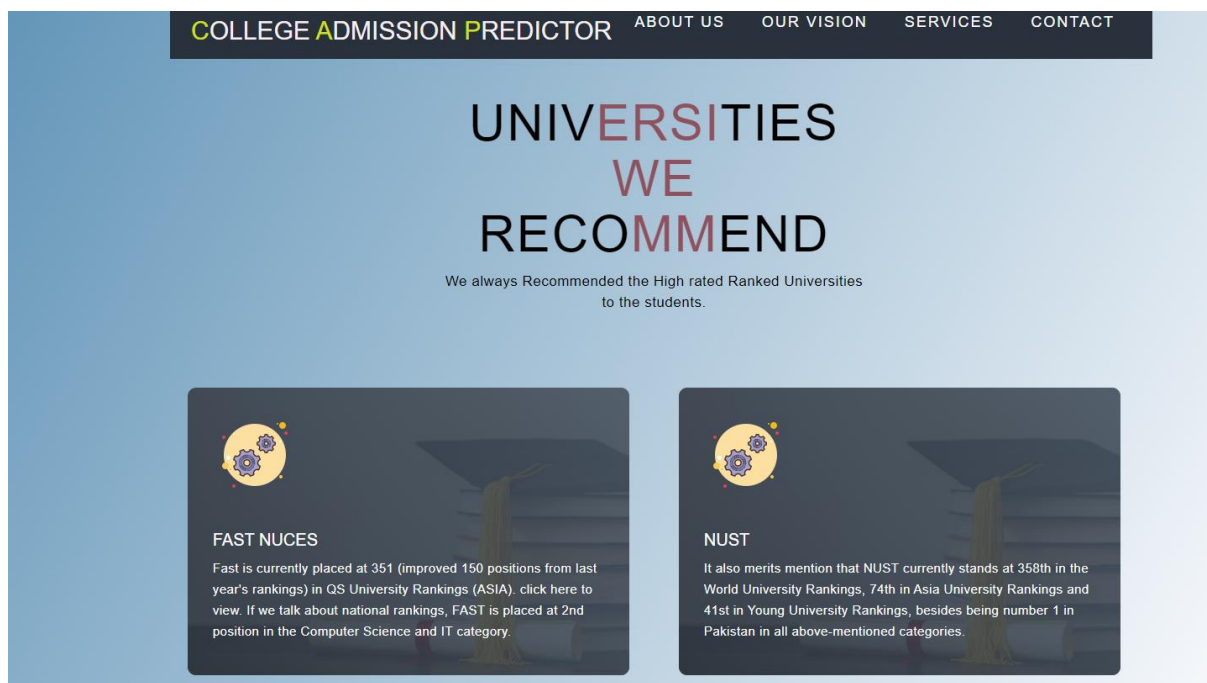 COLLEGE ADMISSION PREDICTOR
ABOUT US
OUR VISION
SERVICES
CONTACT
UNIVERSITIES
WE
RECOMMEND
We always Recommended the High rated Ranked Universities
to the students.
FAST NUCES
Fast is currently placed at 351 (improved 150 positions from last
year's rankings) in QS University Rankings (ASIA). click here to
view. If we talk about national rankings, FAST is placed at 2nd
position in the Computer Science and IT category.
NUST
It also merits mention that NUST currently stands at 358th in the
World University Rankings, 74th in Asia University Rankings and
41st in Young University Rankings, besides being number 1 in
Pakistan in all above-mentioned categories.